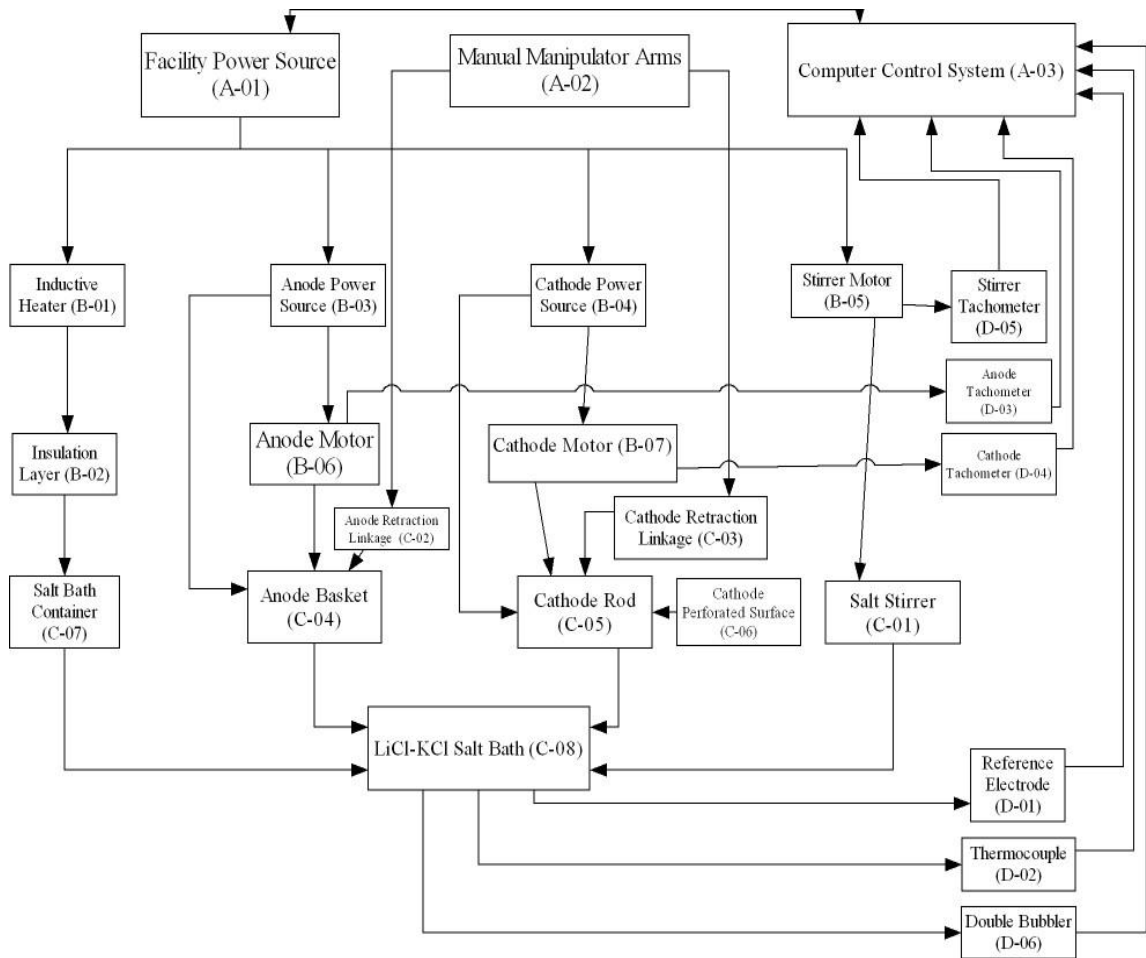 Facility Power Source
(A-01)
Manual Manipulator Arms
(A-02)
Computer Control System (A-03)
Inductive
Heater (B-01)
Anode Power
Source (B-03)
Cathode Power
Source (B-04)
Stirrer Motor
(B-05)
Stirrer
Tachometer
(D-05)
Anode
Tachometer
(D-03)
Insulation
Layer (B-02)
Anode Motor
(B-06)
Cathode Motor (B-07)
Cathode
Tachometer (D-04)
Anode Retraction
Linkage (C-02)
Cathode Retraction
Linkage (C-03)
Salt Bath
Container
(C-07)
Anode Basket
(C-04)
Cathode Rod
(C-05)
Cathode
Perforated Surface
(C-06)
Salt Stirrer
(C-01)
LiCl-KCl Salt Bath (C-08)
Reference
Electrode
(D-01)
Thermocouple
(D-02)
Double Bubbler
(D-06)